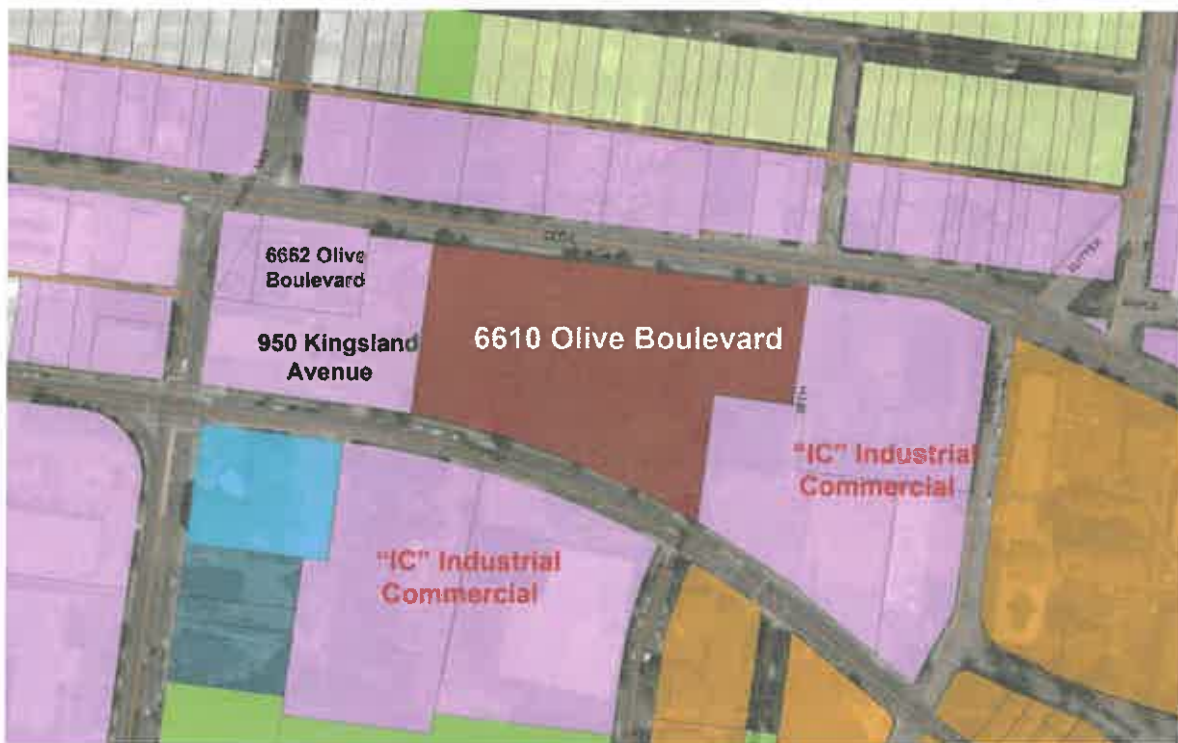 6662 Olive
Boulevard
950 Kingsland
Avenue
6610 Olive Boulevard
"IC" Industrial
Commercial
"IC" Industrial
Commercial